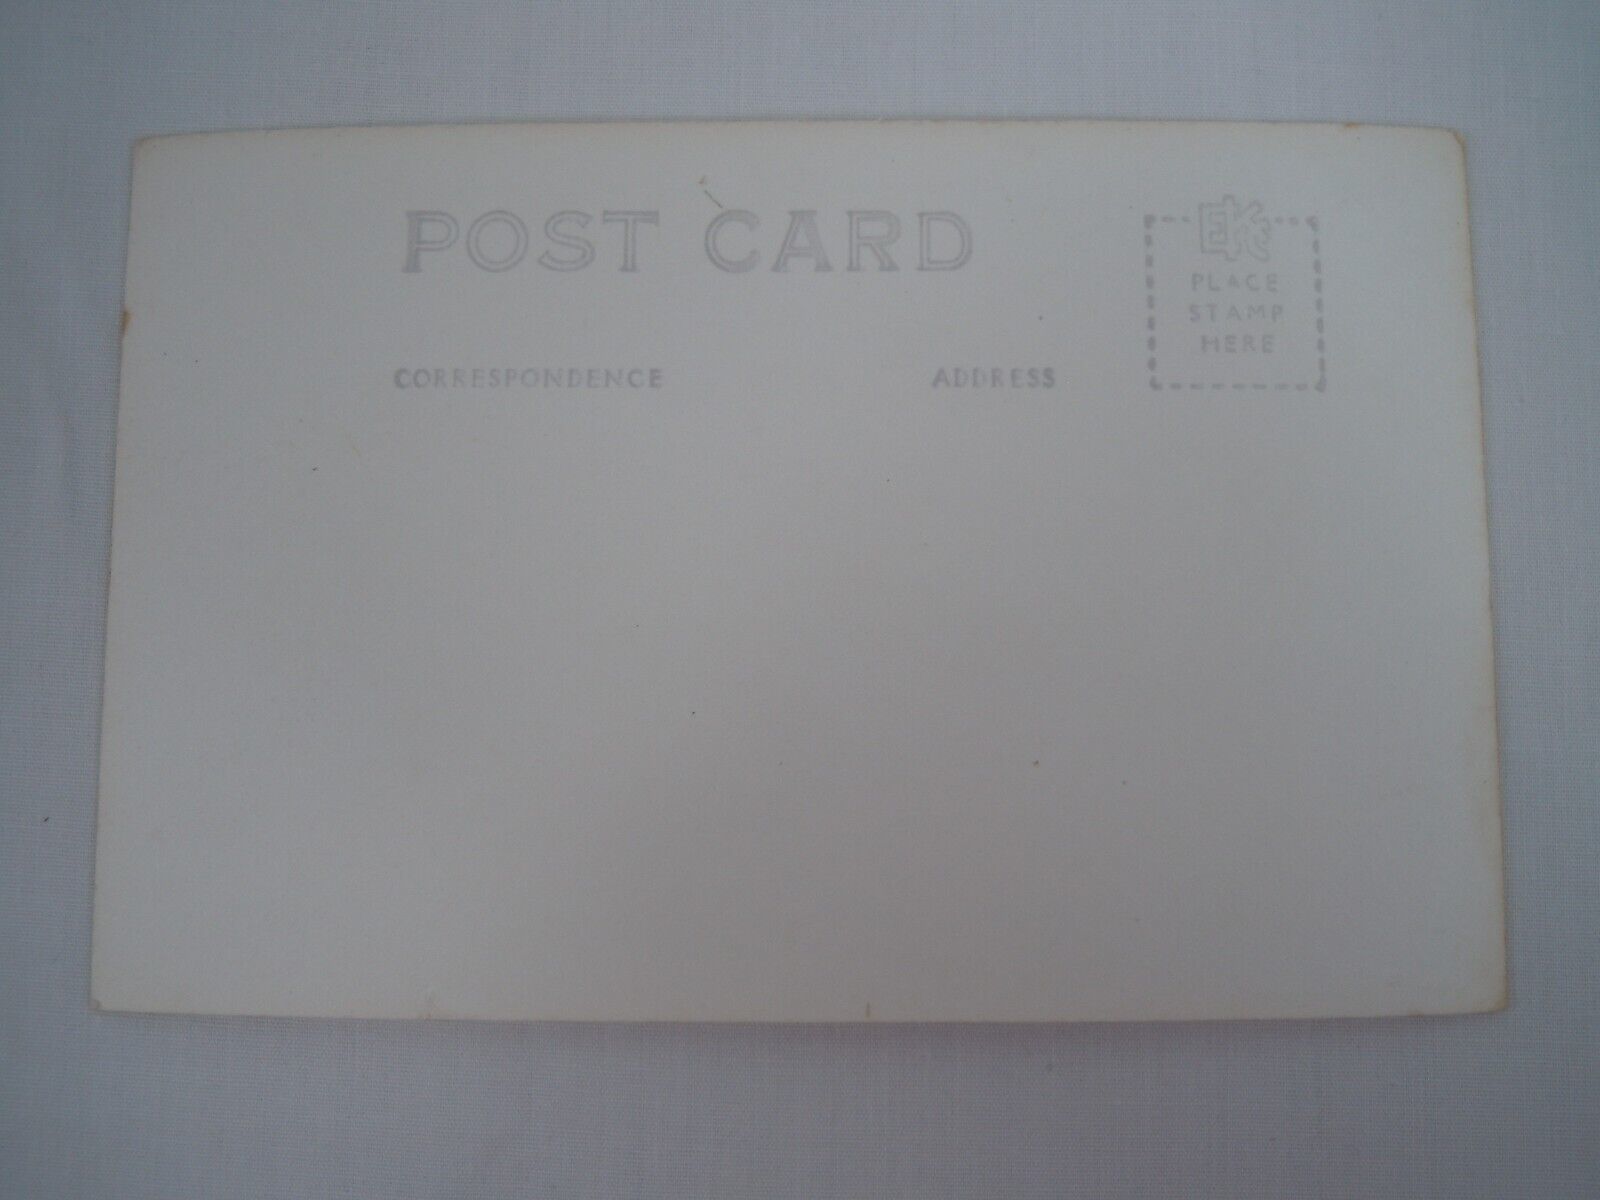 POST CARD
EKC
PLACE
STAMP
HERE
CORRESPONDENCE
ADDRESS